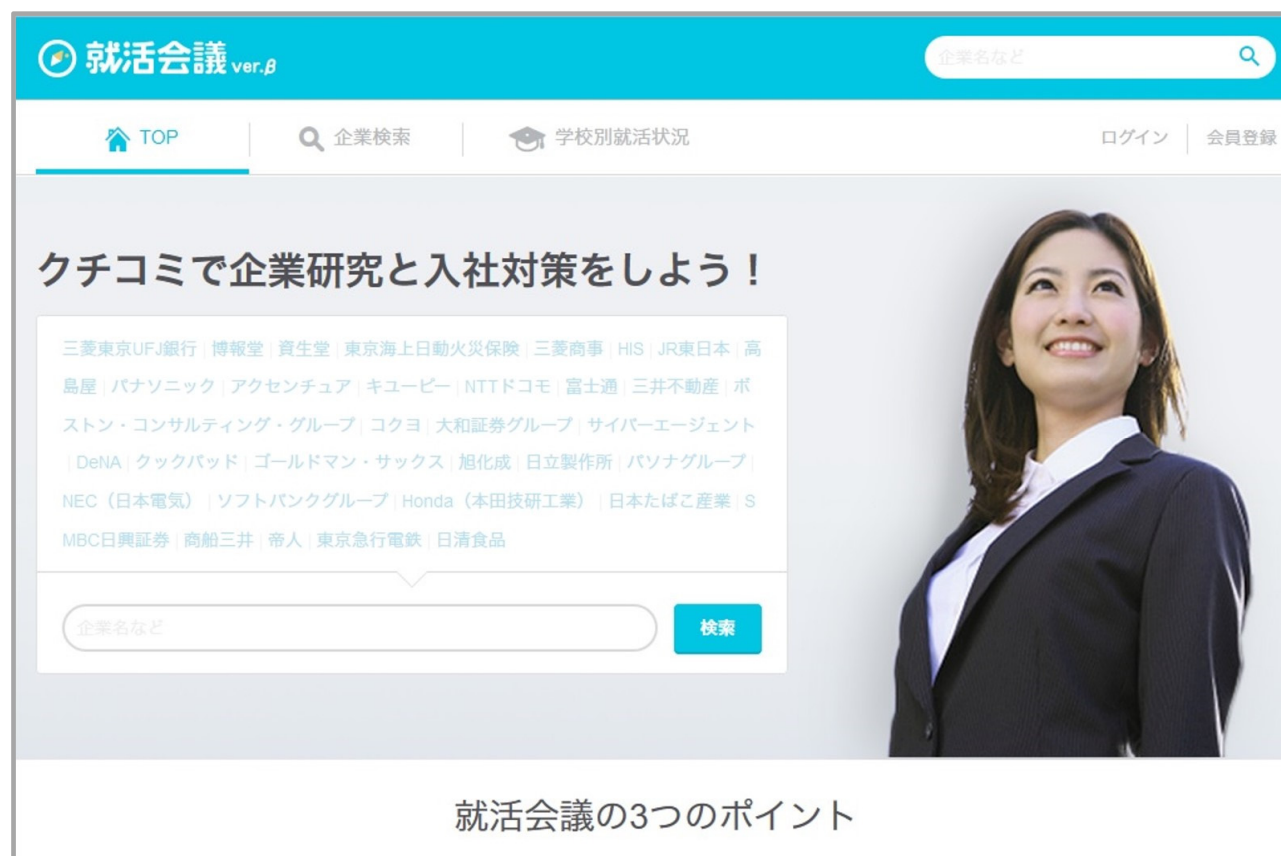 就活会議 ver.β
企業名など
TOP
企業検索
学校別就活状況
ログイン
会員登録
クチコミで企業研究と入社対策をしよう！
三菱東京UFJ銀行 | 博報堂 | 資生堂 | 東京海上日動火災保険 | 三菱商事 | HIS | JR東日本 | 高
島屋 | パナソニック | アクセンチュア | キユーピー | NTTドコモ | 富士通 | 三井不動産 | ボ
ストン・コンサルティング・グループ | コクヨ | 大和証券グループ | サイバーエージェント
| DeNA | クックパッド | ゴールドマン・サックス | 旭化成 | 日立製作所 | パソナグループ |
NEC（日本電気） | ソフトバンクグループ | Honda（本田技研工業） | 日本たばこ産業 | S
MBC日興証券 | 商船三井 | 帝人 | 東京急行電鉄 | 日清食品
企業名など
検索
就活会議の3つのポイント